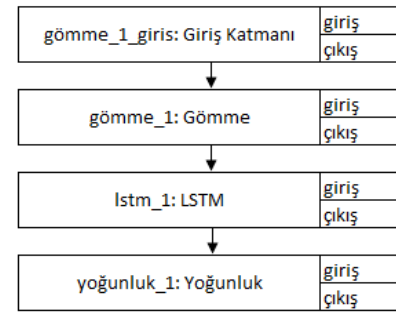 gömme_1_giris: Giriş Katmanı
giriş
çıkış
gömme_1: Gömme
giriş
çıkış
lstm_1: LSTM
giriş
çıkış
yoğunluk_1: Yoğunluk
giriş
çıkış